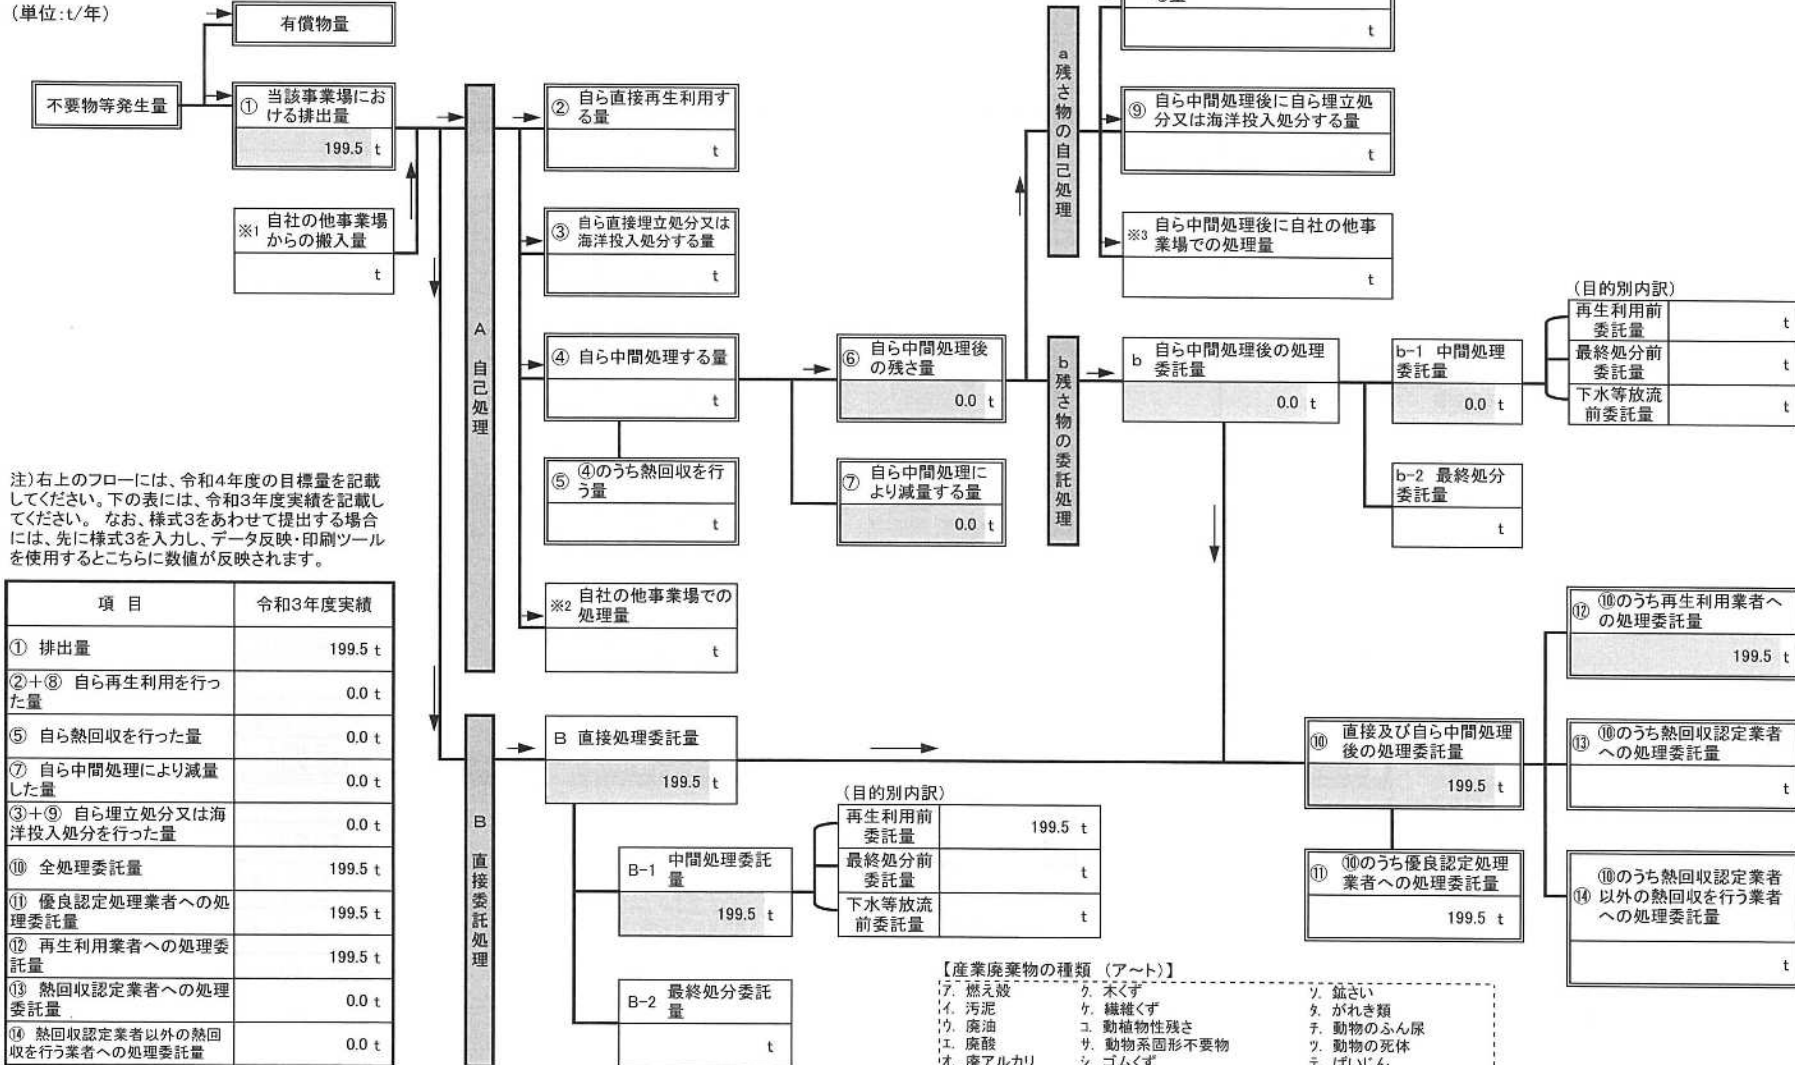 (単位:t/年)
有償物量
不要物等発生量
① 当該事業場にお
ける排出量
199.5 t
※1 自社の他事業場
からの搬入量
t
A 自己処理
② 自ら直接再生利用す
る量
t
③ 自ら直接埋立処分又は
海洋投入処分する量
t
④ 自ら中間処理する量
t
⑤ ④のうち熱回収を行
う量
t
※2 自社の他事業場での
処理量
t
⑥ 自ら中間処理後
の残さ量
0.0 t
⑦ 自ら中間処理に
より減量する量
0.0 t
a 残さ物の自己処理
t
⑨ 自ら中間処理後に自ら埋立処
分又は海洋投入処分する量
t
※3 自ら中間処理後に自社の他事
業場での処理量
t
b 残さ物の委託処理
b 自ら中間処理後の処理
委託量
0.0 t
b-1 中間処理
委託量
0.0 t
b-2 最終処分
委託量
t
(目的別内訳)
再生利用前
委託量
t
最終処分前
委託量
t
下水等放流
前委託量
t
注)右上のフローには、令和4年度の目標量を記載
してください。下の表には、令和3年度実績を記載し
てください。 なお、様式3をあわせて提出する場合
には、先に様式3を入力し、データ反映・印刷ツール
を使用するとこちらに数値が反映されます。
項 目 令和3年度実績
① 排出量 199.5 t
②+⑧ 自ら再生利用を行っ
た量 0.0 t
⑤ 自ら熱回収を行った量 0.0 t
⑦ 自ら中間処理により減量
した量 0.0 t
③+⑨ 自ら埋立処分又は海
洋投入処分を行った量 0.0 t
⑩ 全処理委託量 199.5 t
⑪ 優良認定処理業者への処
理委託量 199.5 t
⑫ 再生利用業者への処理委
託量 199.5 t
⑬ 熱回収認定業者への処理
委託量 0.0 t
⑭ 熱回収認定業者以外の熱回
収を行う業者への処理委託量 0.0 t
B 直接委託処理
B 直接処理委託量
199.5 t
B-1 中間処理委託
量
199.5 t
B-2 最終処分委託
量
t
(目的別内訳)
再生利用前
委託量
199.5 t
最終処分前
委託量
t
下水等放流
前委託量
t
⑩ 直接及び自ら中間処理
後の処理委託量
199.5 t
⑪ ⑩のうち優良認定処理
業者への処理委託量
199.5 t
⑫ ⑩のうち再生利用業者へ
の処理委託量
199.5 t
⑬ ⑩のうち熱回収認定業者
への処理委託量
t
⑭ ⑩のうち熱回収認定業者
以外の熱回収を行う業者
への処理委託量
t
【産業廃棄物の種類 (ア~ト)】
ア. 燃え殻 ク. 木くず ソ. 鉱さい
イ. 汚泥 ケ. 繊維くず タ. がれき類
ウ. 廃油 コ. 動植物性残さ チ. 動物のふん尿
エ. 廃酸 サ. 動物系固形不要物 ツ. 動物の死体
オ. 廃アルカリ シ. ゴムくず テ. ばいじん